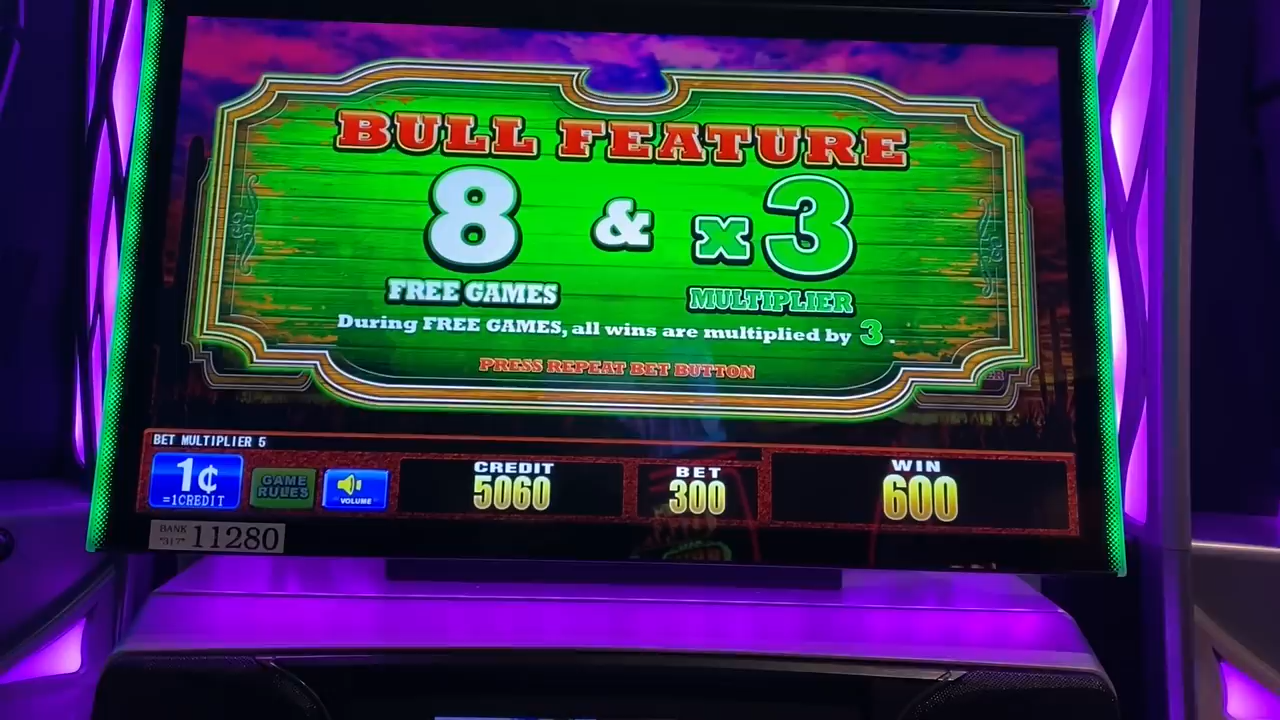 BULL FEATURE
8 & x3
FREE GAMES MULTIPLIER
During FREE GAMES, all wins are multiplied by 3.
PRESS REPEAT BET BUTTON
BET MULTIPLIER 5
1¢
=1CREDIT
GAME
RULES
VOLUME
CREDIT
5060
BET
300
WIN
600
BANK
"317" 11280